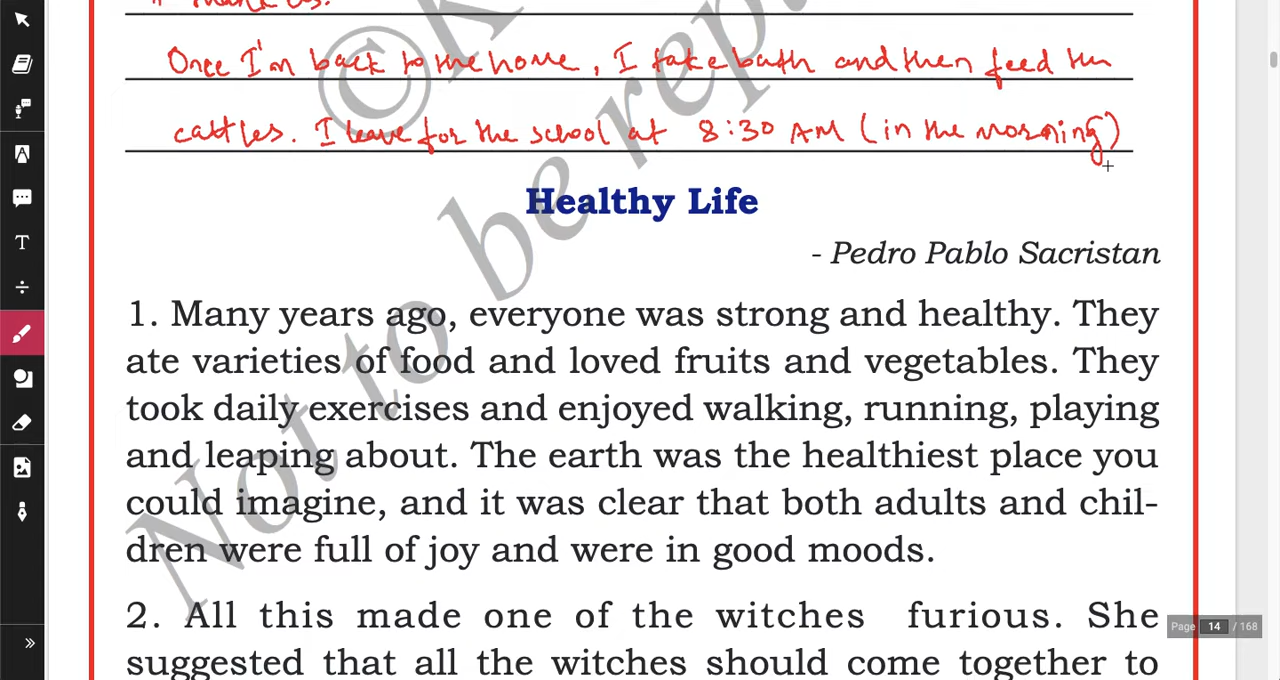 Once I'm back to the home, I take bath and then feed the
cattles. I leave for the school at 8:30 AM (in the morning)
Healthy Life
- Pedro Pablo Sacristan
1. Many years ago, everyone was strong and healthy. They
ate varieties of food and loved fruits and vegetables. They
took daily exercises and enjoyed walking, running, playing
and leaping about. The earth was the healthiest place you
could imagine, and it was clear that both adults and chil-
dren were full of joy and were in good moods.
2. All this made one of the witches furious. She
suggested that all the witches should come together to
Page 14 / 168
©K
Not to be rep